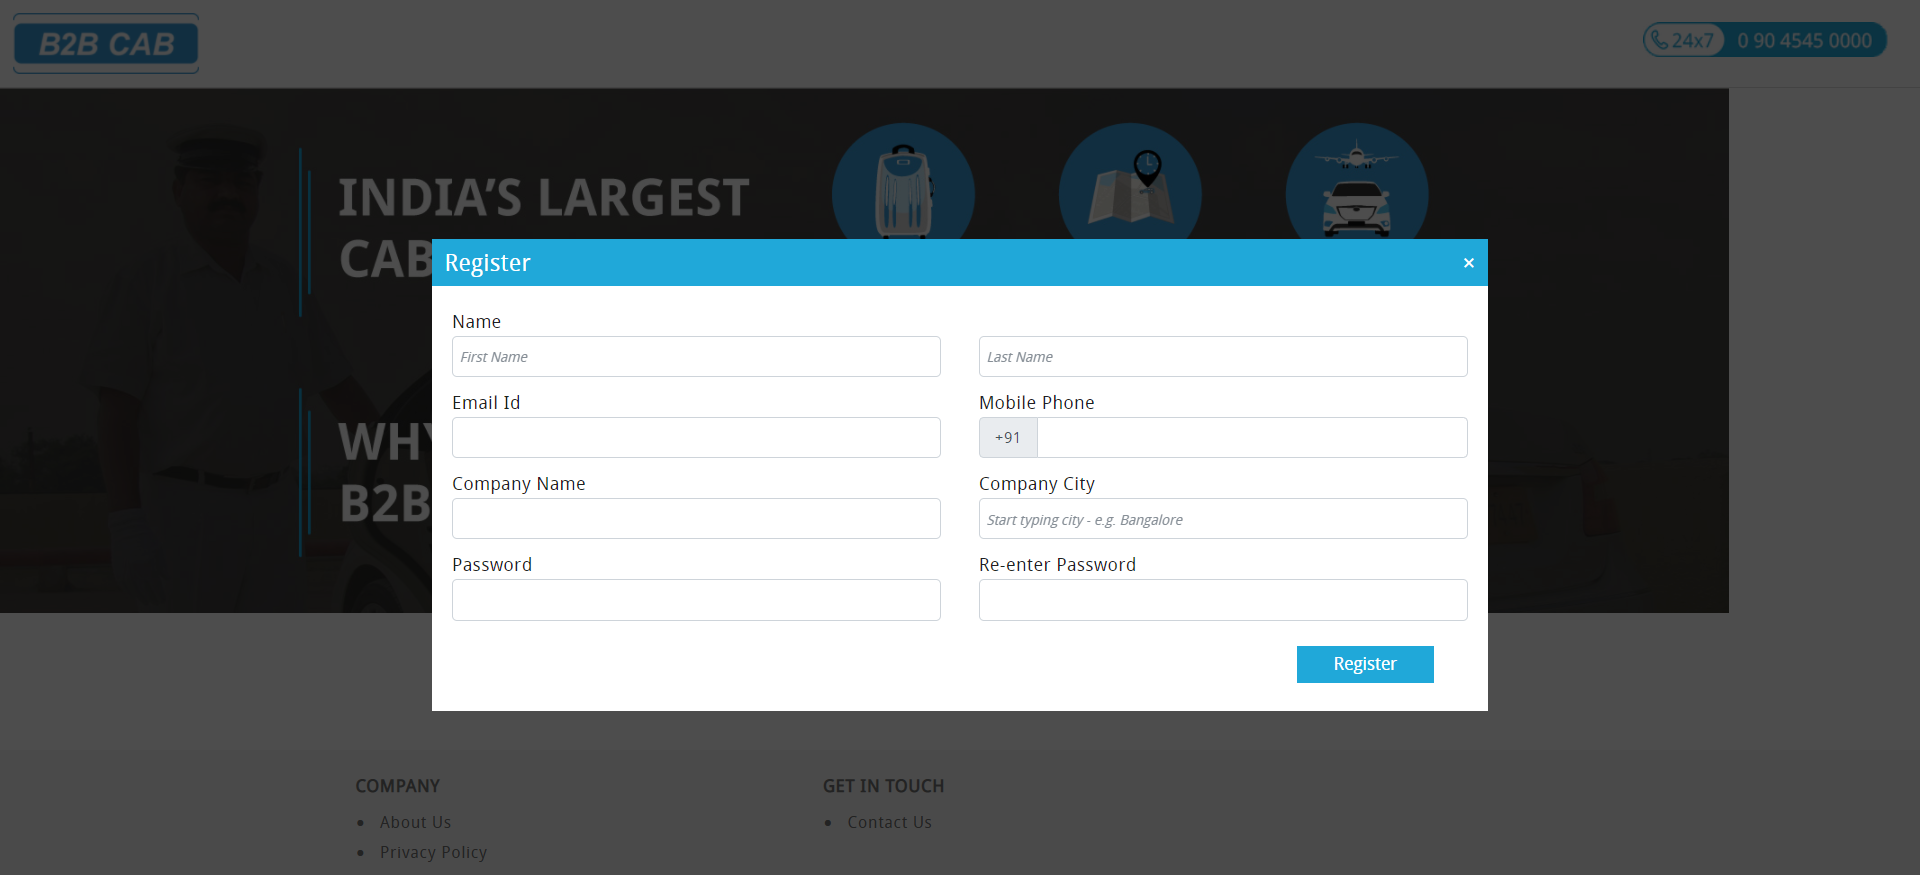 B2B CAB
24x7 0 90 4545 0000
INDIA'S LARGEST
CAB
WHY
B2B
Register ×
Name
First Name
Last Name
Email Id
Mobile Phone
+91
Company Name
Company City
Start typing city - e.g. Bangalore
Password
Re-enter Password
Register
COMPANY
GET IN TOUCH
About Us
Contact Us
Privacy Policy